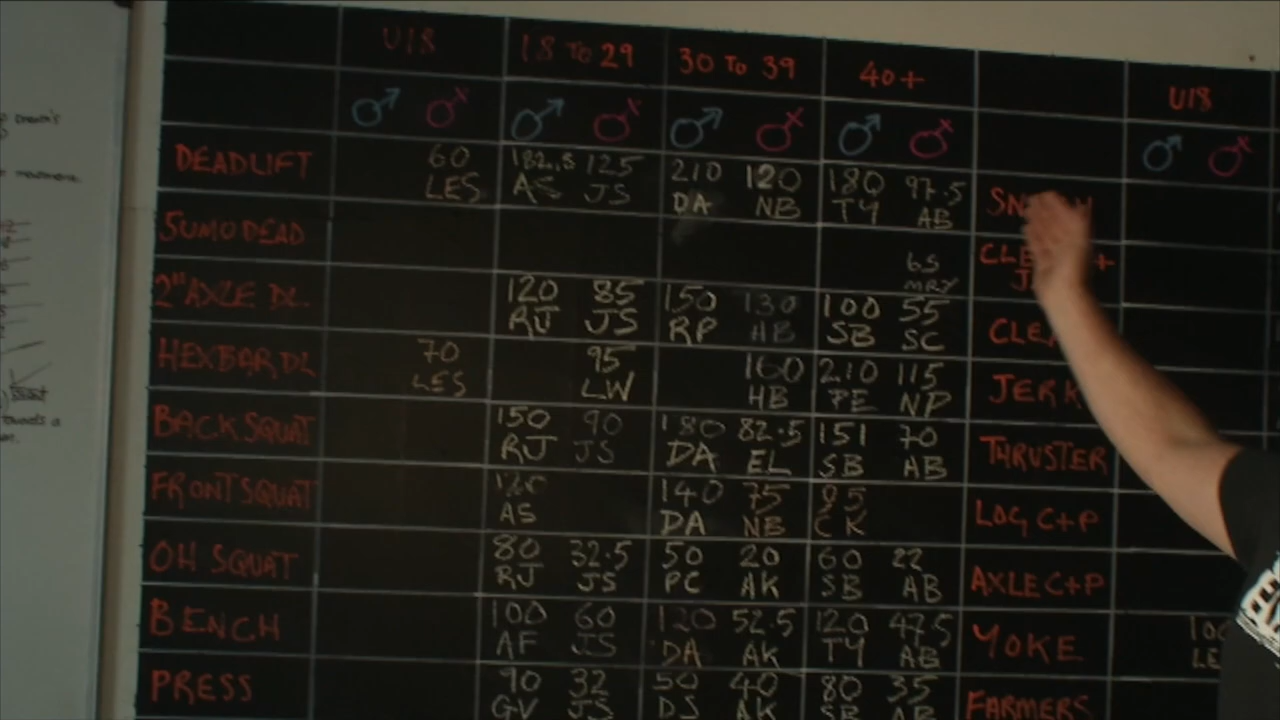 U18 18 TO 29 30 TO 39 40+ U18
DEADLIFT 60 182.5 125 210 120 180 97.5
LES AS JS DA NB TY AB
SUMO DEAD 65
MRY
2" AXLE DL. 120 85 150 130 100 55
RJ JS RP HB SB SC
HEXBAR DL 70 95 160 210 115 JERK
LES LW HB PE NP
BACK SQUAT 150 90 180 82.5 151 70 THRUSTER
RJ JS DA EL SB AB
FRONT SQUAT 120 140 75 95 LOG C+P
AS DA NB CK
OH SQUAT 80 32.5 50 20 60 22 AXLE C+P
RJ JS PC AK SB AB
BENCH 100 60 120 52.5 120 47.5 YOKE
AF JS DA AK TY AB
PRESS 90 32 50 40 80 35 FARMERS
GV JS DS AK SB AB